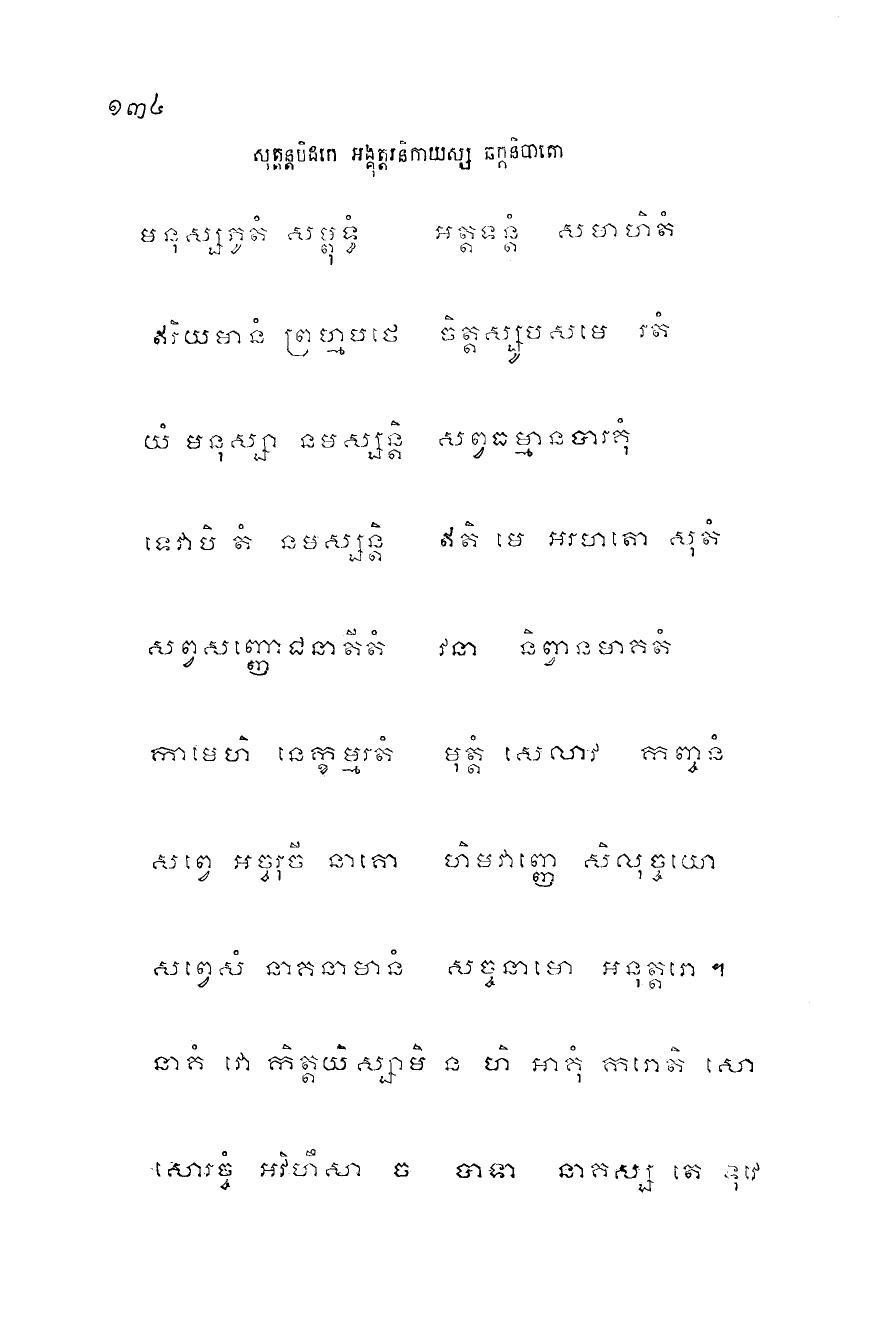 ១៣៤
សុត្តន្តបិដកេ អង្គុត្តរនិកាយស្ស ឆក្កនិបាតោ
មនុស្សភូតំ សម្ពុទ្ធំ អត្តទន្តំ សមាហិតំ
ឥរិយមានំ ព្រហ្មបថេ ចិត្តស្សូបសមេ រតំ
យំ មនុស្សា នមស្សន្តិ សព្វធម្មានបារគុំ
ទេវាបិ តំ នមស្សន្តិ ឥតិ មេ អរហតោ សុតំ
សព្វសញ្ញោជនាតីតំ វនា និព្វានមាគតំ
កាមេហិ នេក្ខម្មរតំ មុត្តំ សេលាវ កញ្ចនំ
សព្វេ អច្ចរុចី នាគោ ហិមវាញ្ញេ សិលុច្ចយោ
សព្វេសំ នាគនាមានំ សច្ចនាមោ អនុត្តរោ ។
នាគំ វោ កិត្តយិស្សាមិ ន ហិ អាគុំ ករោតិ សោ
សោរច្ចំ អវិហឹសា ច បាទា នាគស្ស តេ ទុវេ